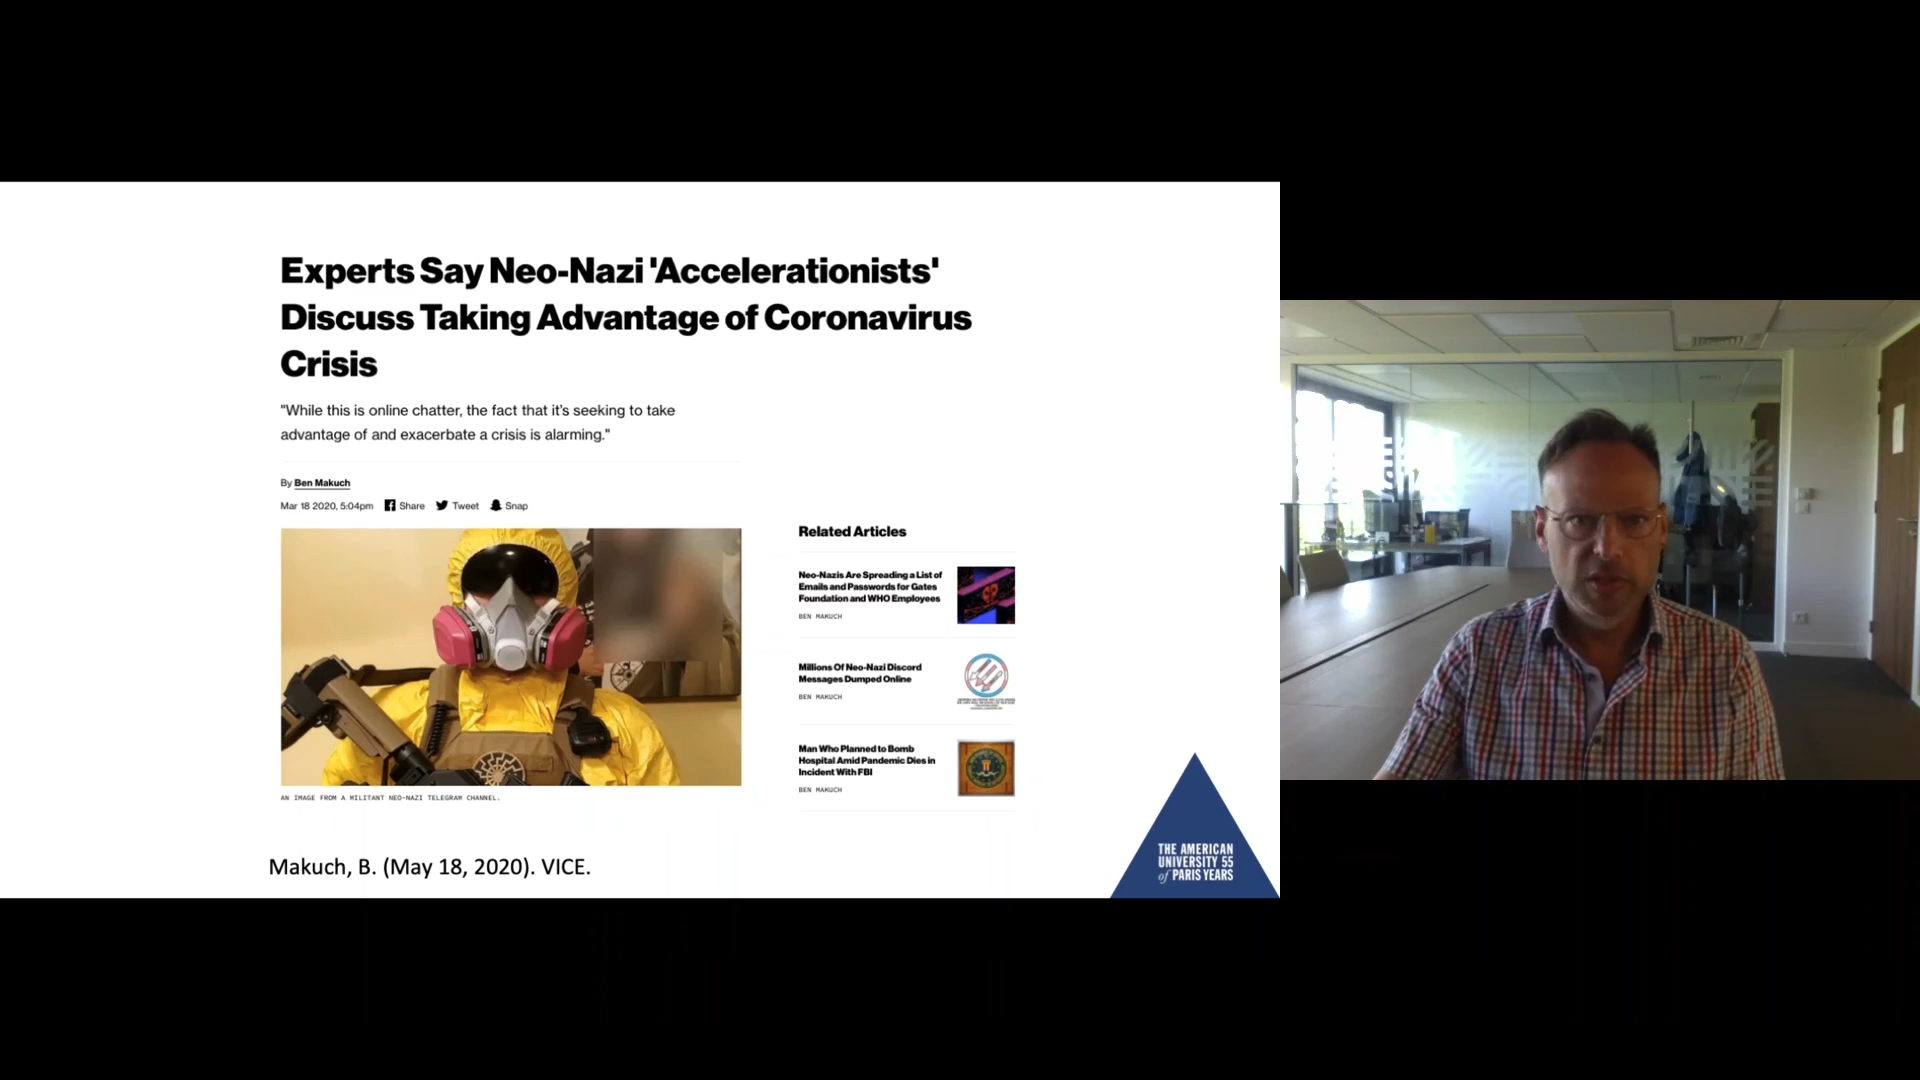 Experts Say Neo-Nazi 'Accelerationists'
Discuss Taking Advantage of Coronavirus
Crisis
"While this is online chatter, the fact that it's seeking to take
advantage of and exacerbate a crisis is alarming."
By Ben Makuch
Mar 18 2020, 5:04pm Share Tweet Snap
AN IMAGE FROM A MILITANT NEO-NAZI TELEGRAM CHANNEL.
Related Articles
Neo-Nazis Are Spreading a List of
Emails and Passwords for Gates
Foundation and WHO Employees
BEN MAKUCH
Millions Of Neo-Nazi Discord
Messages Dumped Online
BEN MAKUCH
Man Who Planned to Bomb
Hospital Amid Pandemic Dies in
Incident With FBI
BEN MAKUCH
Makuch, B. (May 18, 2020). VICE.
THE AMERICAN
UNIVERSITY 55
of PARIS YEARS